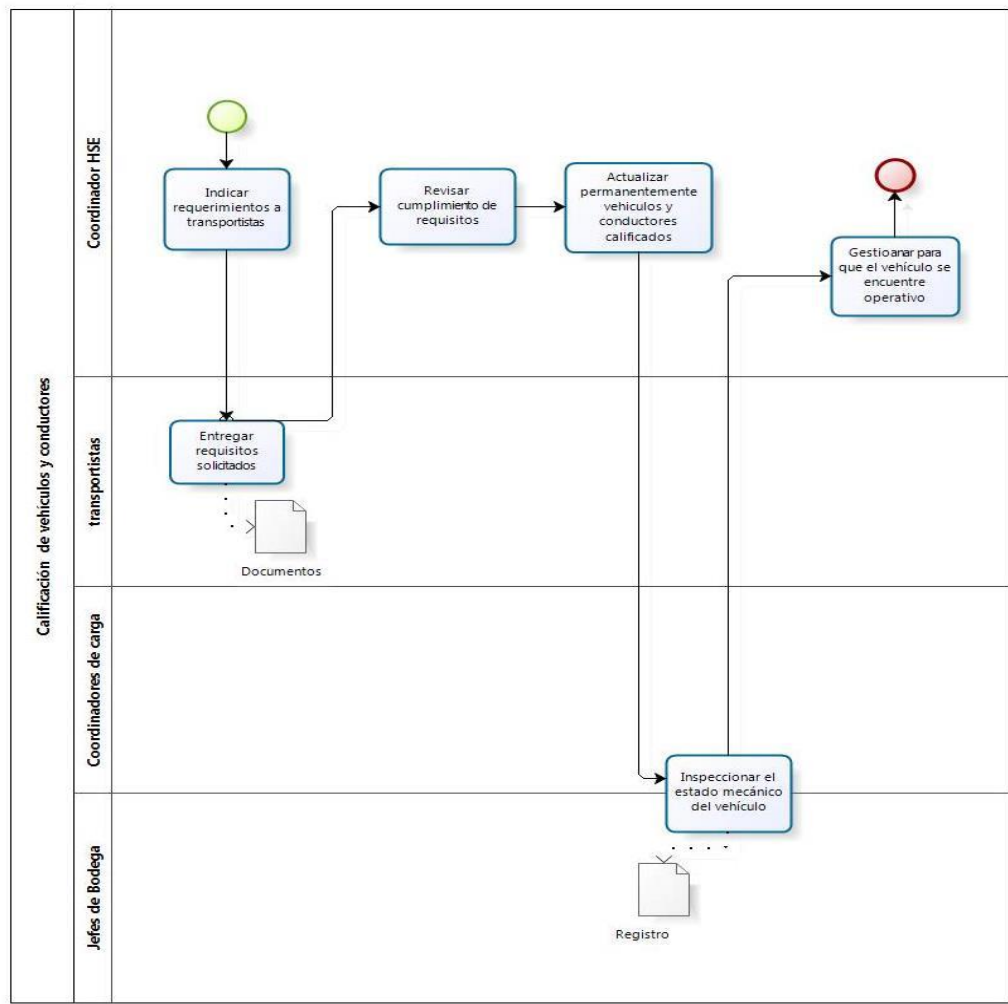 Calificación de vehículos y conductores
Coordinador HSE
Indicar
requerimientos a
transportistas
Revisar
cumplimiento de
requisitos
Actualizar
permanentemente
vehiculos y
conductores
calificados
Gestioanar para
que el vehículo se
encuentre
operativo
transportistas
Entregar
requisitos
solicitados
Documentos
Coordinadores de carga
Inspeccionar el
estado mecánico
del vehículo
Jefes de Bodega
Registro